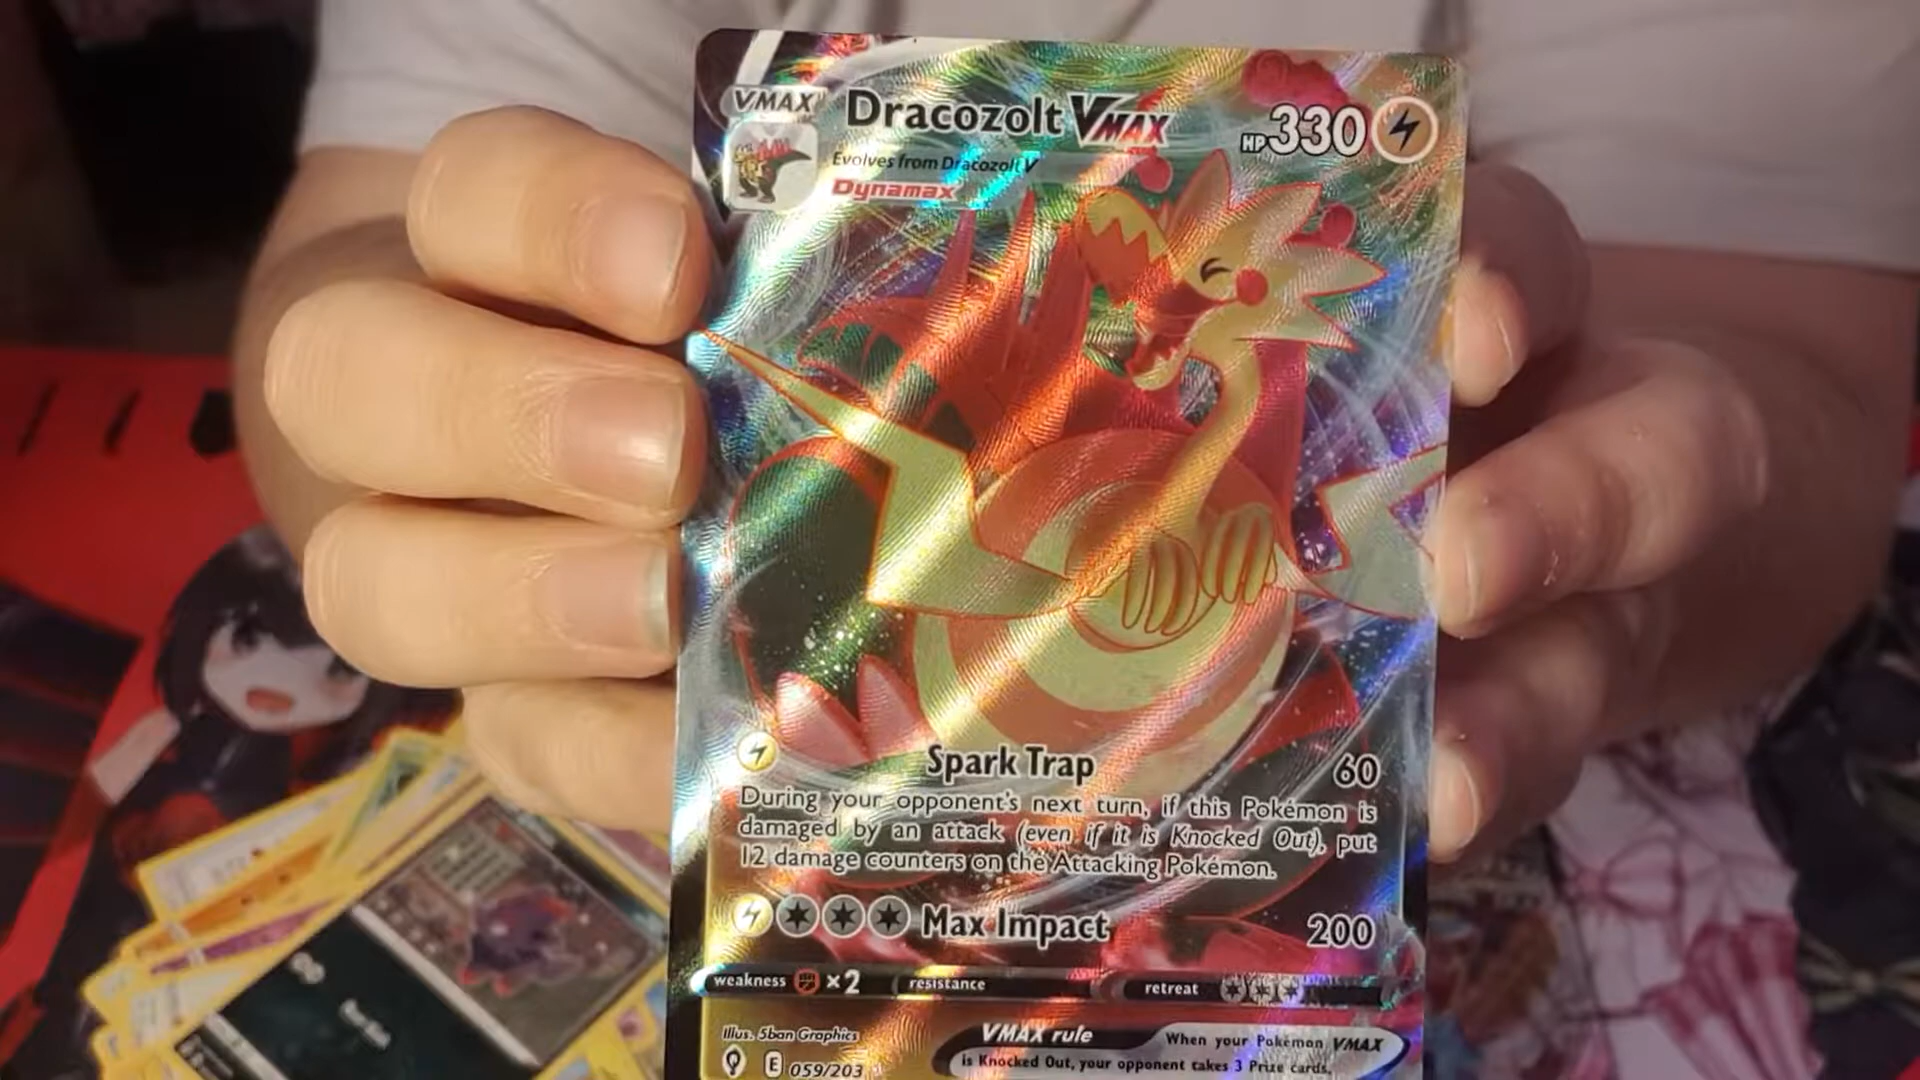 VMAX
Dracozolt VMAX
HP 330
Evolves from Dracozolt V
Dynamax
Spark Trap 60
During your opponent's next turn, if this Pokémon is
damaged by an attack (even if it is Knocked Out), put
12 damage counters on the Attacking Pokémon.
Max Impact 200
weakness ×2 resistance retreat
Illus. 5ban Graphics
E 059/203
VMAX rule When your Pokémon VMAX
is Knocked Out, your opponent takes 3 Prize cards.